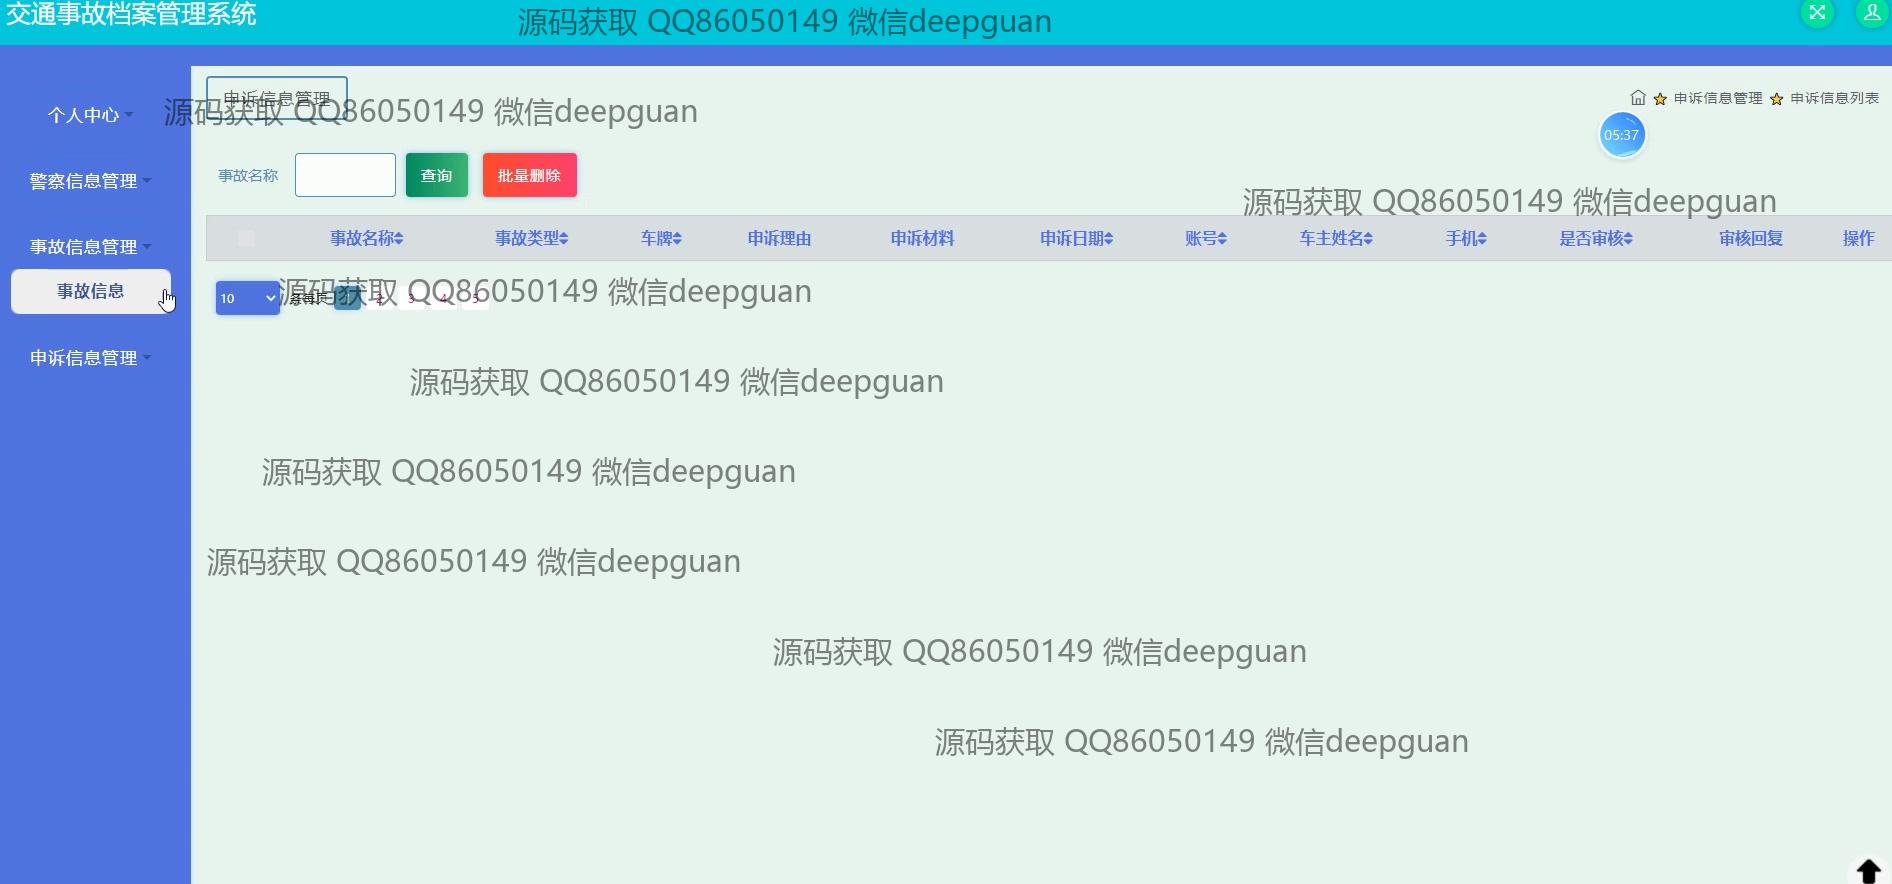 交通事故档案管理系统
源码获取 QQ86050149 微信deepguan
个人中心
警察信息管理
事故信息管理
事故信息
申诉信息管理
申诉信息管理
源码获取 QQ86050149 微信deepguan
申诉信息管理 申诉信息列表
05:37
事故名称 查询 批量删除
源码获取 QQ86050149 微信deepguan
事故名称 事故类型 车牌 申诉理由 申诉材料 申诉日期 账号 车主姓名 手机 是否审核 审核回复 操作
10 条每页 1 2 3 4 5
源码获取 QQ86050149 微信deepguan
源码获取 QQ86050149 微信deepguan
源码获取 QQ86050149 微信deepguan
源码获取 QQ86050149 微信deepguan
源码获取 QQ86050149 微信deepguan
源码获取 QQ86050149 微信deepguan